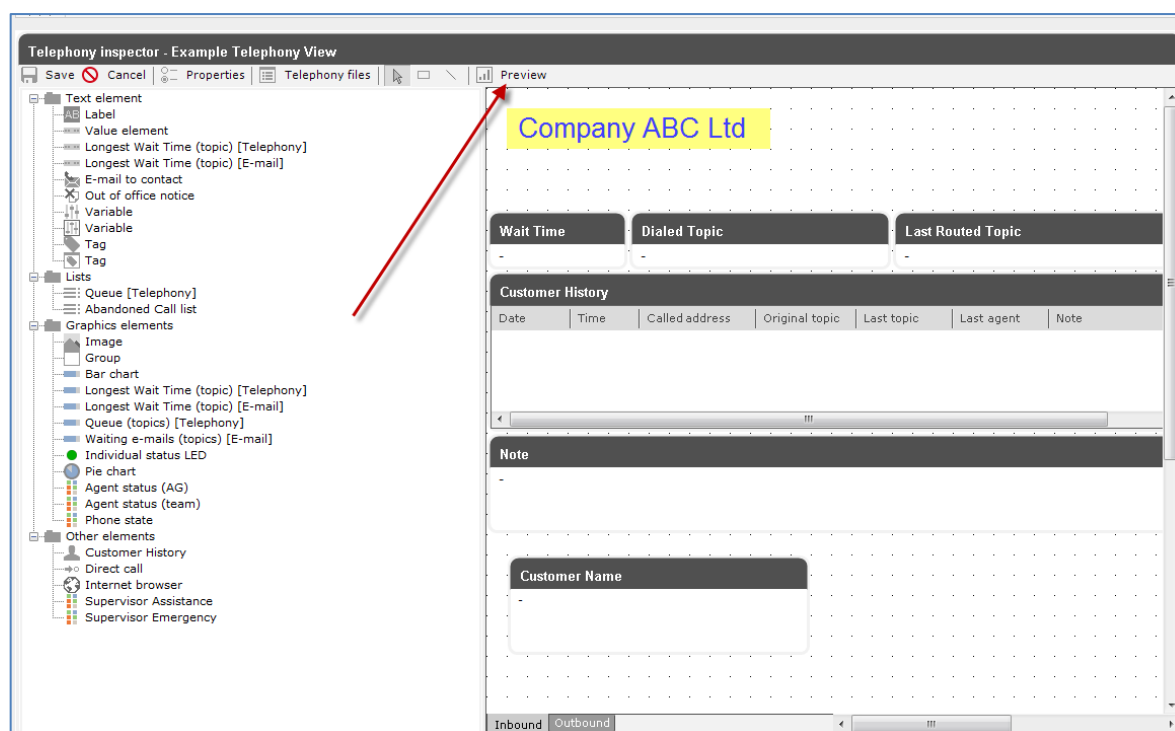 Telephony inspector - Example Telephony View
Save Cancel Properties Telephony files Preview
Text element
AB Label
Value element
Longest Wait Time (topic) [Telephony]
Longest Wait Time (topic) [E-mail]
E-mail to contact
Out of office notice
Variable
Variable
Tag
Tag
Lists
Queue [Telephony]
Abandoned Call list
Graphics elements
Image
Group
Bar chart
Longest Wait Time (topic) [Telephony]
Longest Wait Time (topic) [E-mail]
Queue (topics) [Telephony]
Waiting e-mails (topics) [E-mail]
Individual status LED
Pie chart
Agent status (AG)
Agent status (team)
Phone state
Other elements
Customer History
Direct call
Internet browser
Supervisor Assistance
Supervisor Emergency
Company ABC Ltd
Wait Time Dialed Topic Last Routed Topic
- - -
Customer History
Date Time Called address Original topic Last topic Last agent Note
Note
-
Customer Name
-
Inbound Outbound